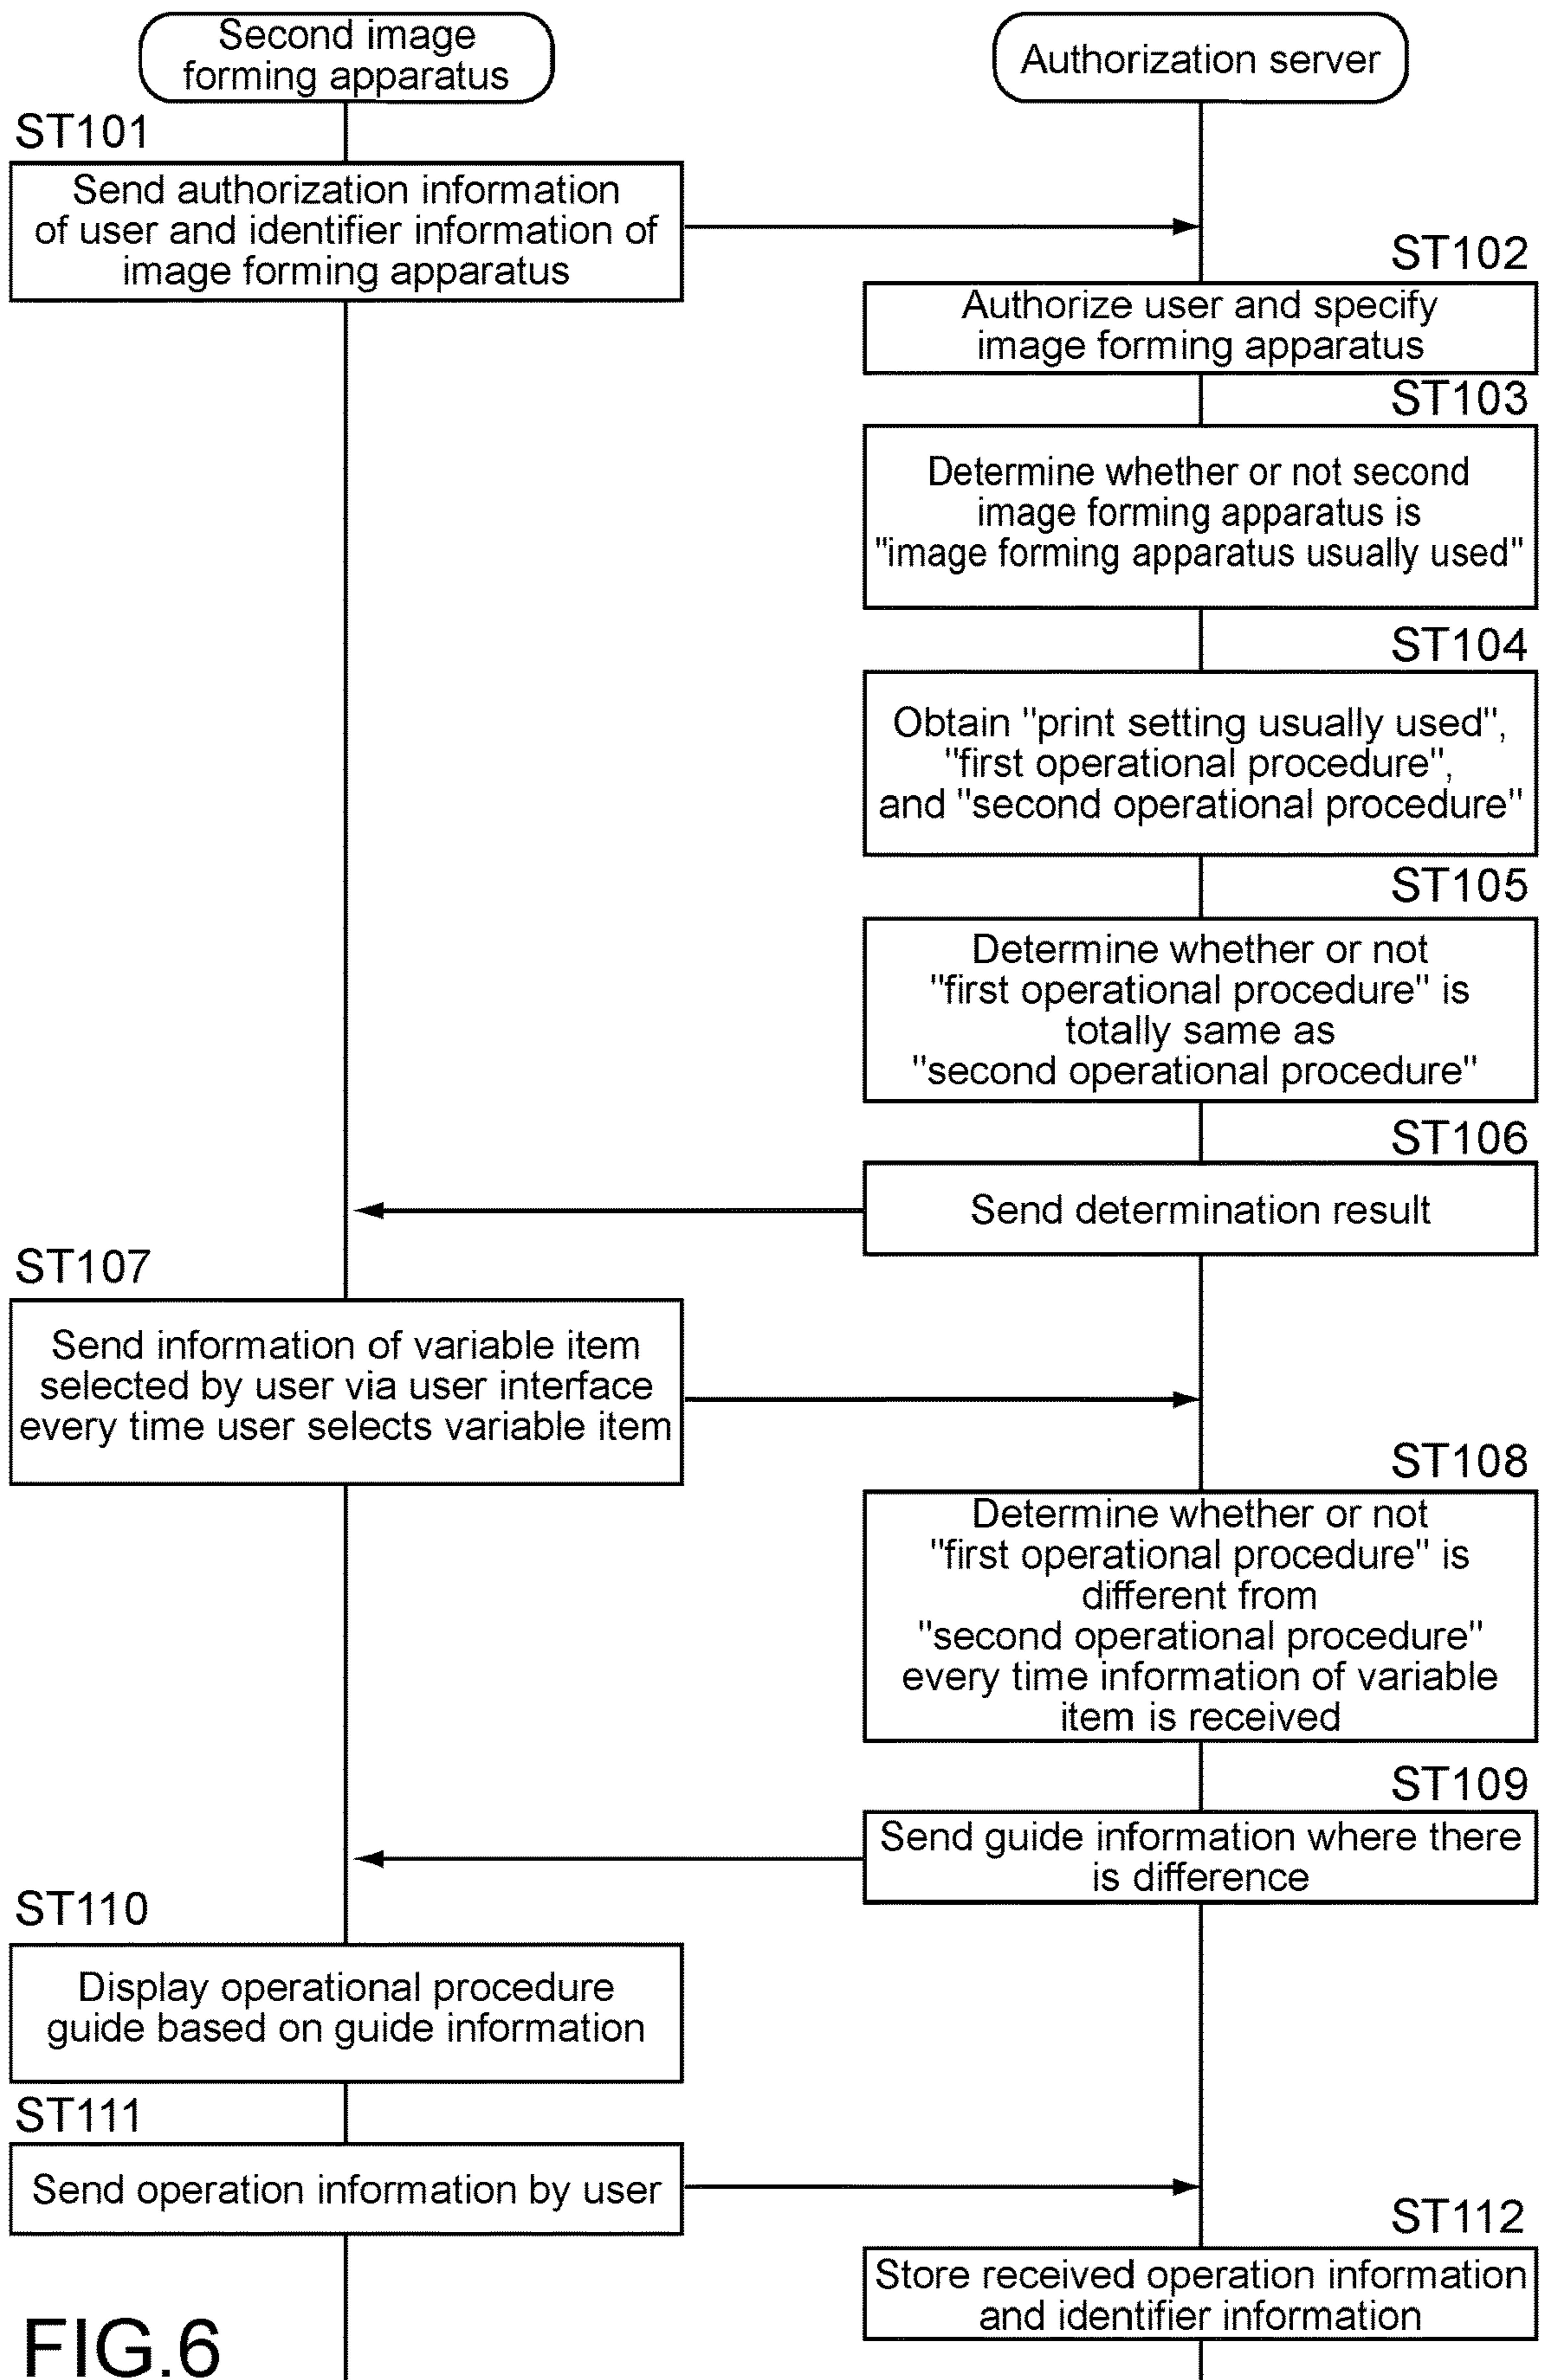 Second image
forming apparatus
Authorization server
ST101
Send authorization information
of user and identifier information of
image forming apparatus
ST102
Authorize user and specify
image forming apparatus
ST103
Determine whether or not second
image forming apparatus is
"image forming apparatus usually used"
ST104
Obtain "print setting usually used",
"first operational procedure",
and "second operational procedure"
ST105
Determine whether or not
"first operational procedure" is
totally same as
"second operational procedure"
ST106
Send determination result
ST107
Send information of variable item
selected by user via user interface
every time user selects variable item
ST108
Determine whether or not
"first operational procedure" is
different from
"second operational procedure"
every time information of variable
item is received
ST109
Send guide information where there
is difference
ST110
Display operational procedure
guide based on guide information
ST111
Send operation information by user
ST112
Store received operation information
and identifier information
FIG.6